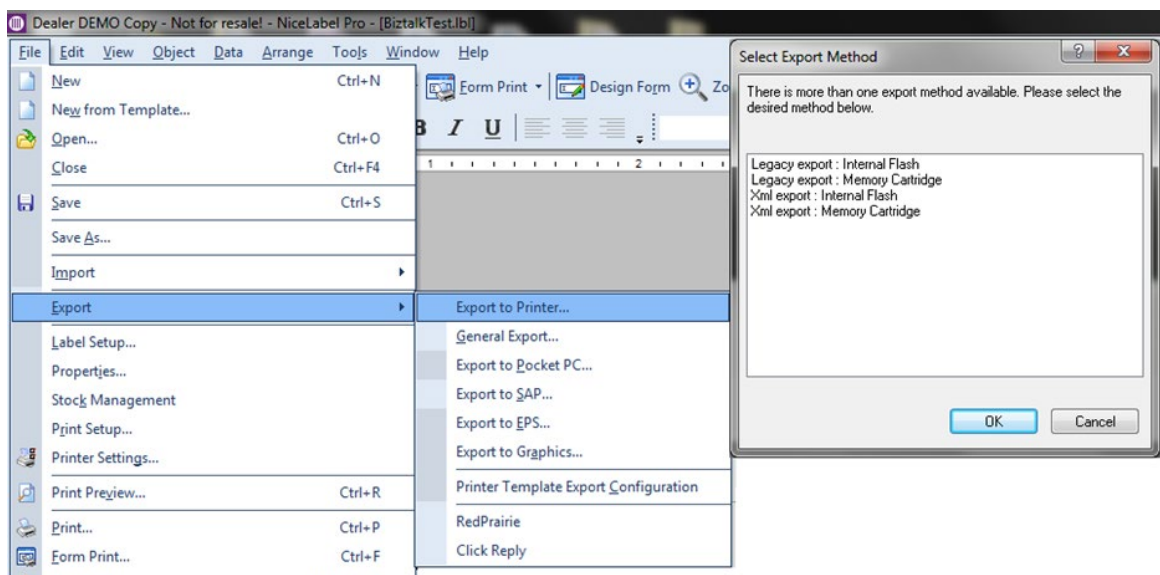 Dealer DEMO Copy - Not for resale! - NiceLabel Pro - [BiztalkTest.lbl]
File Edit View Object Data Arrange Tools Window Help
New Ctrl+N
New from Template...
Open... Ctrl+O
Close Ctrl+F4
Save Ctrl+S
Save As...
Import
Export
Label Setup...
Properties...
Stock Management
Print Setup...
Printer Settings...
Print Preview... Ctrl+R
Print... Ctrl+P
Form Print... Ctrl+F
Form Print Design Form Zo
B I U
1 2
Export to Printer...
General Export...
Export to Pocket PC...
Export to SAP...
Export to EPS...
Export to Graphics...
Printer Template Export Configuration
RedPrairie
Click Reply
Select Export Method
There is more than one export method available. Please select the
desired method below.
Legacy export : Internal Flash
Legacy export : Memory Cartridge
Xml export : Internal Flash
Xml export : Memory Cartridge
OK Cancel